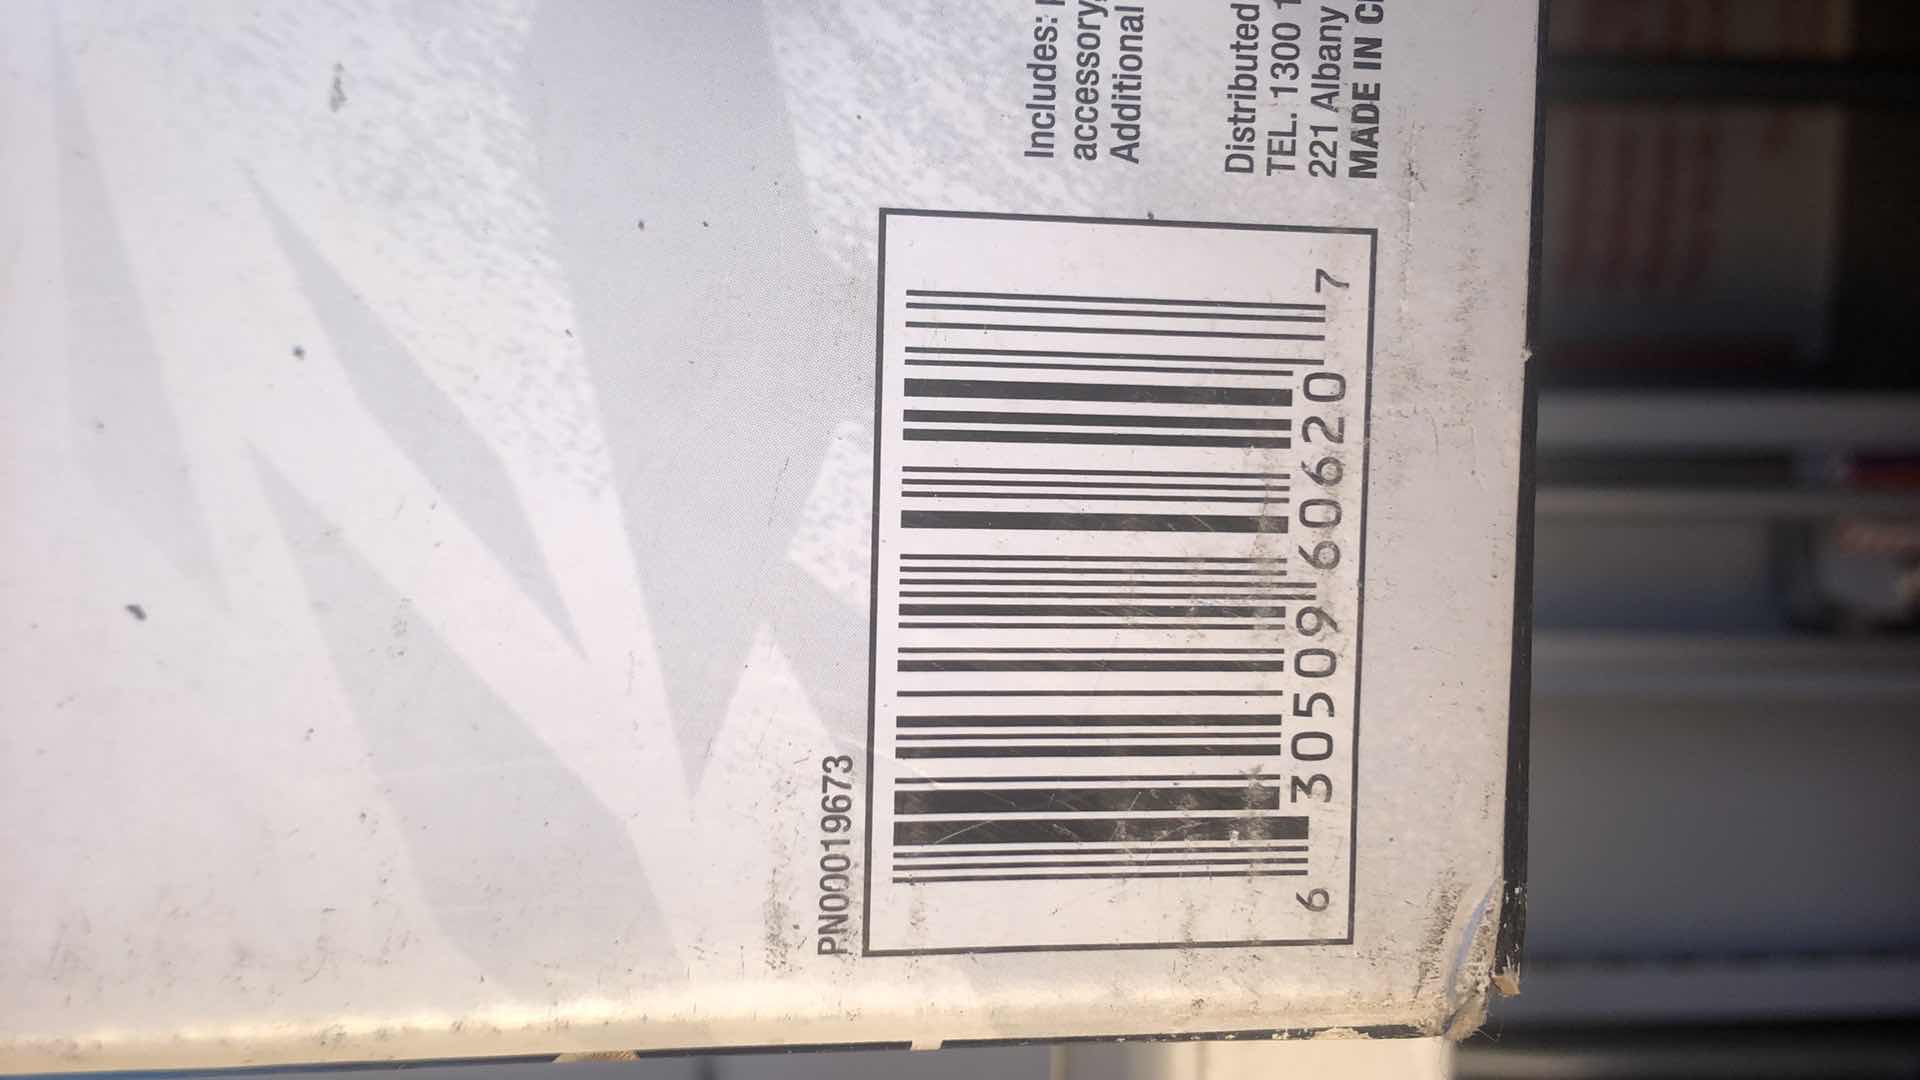 Includes:
accessory
Additional
Distributed
TEL. 1300
221 Albany
MADE IN
PN00019673
6 30509 60620 7